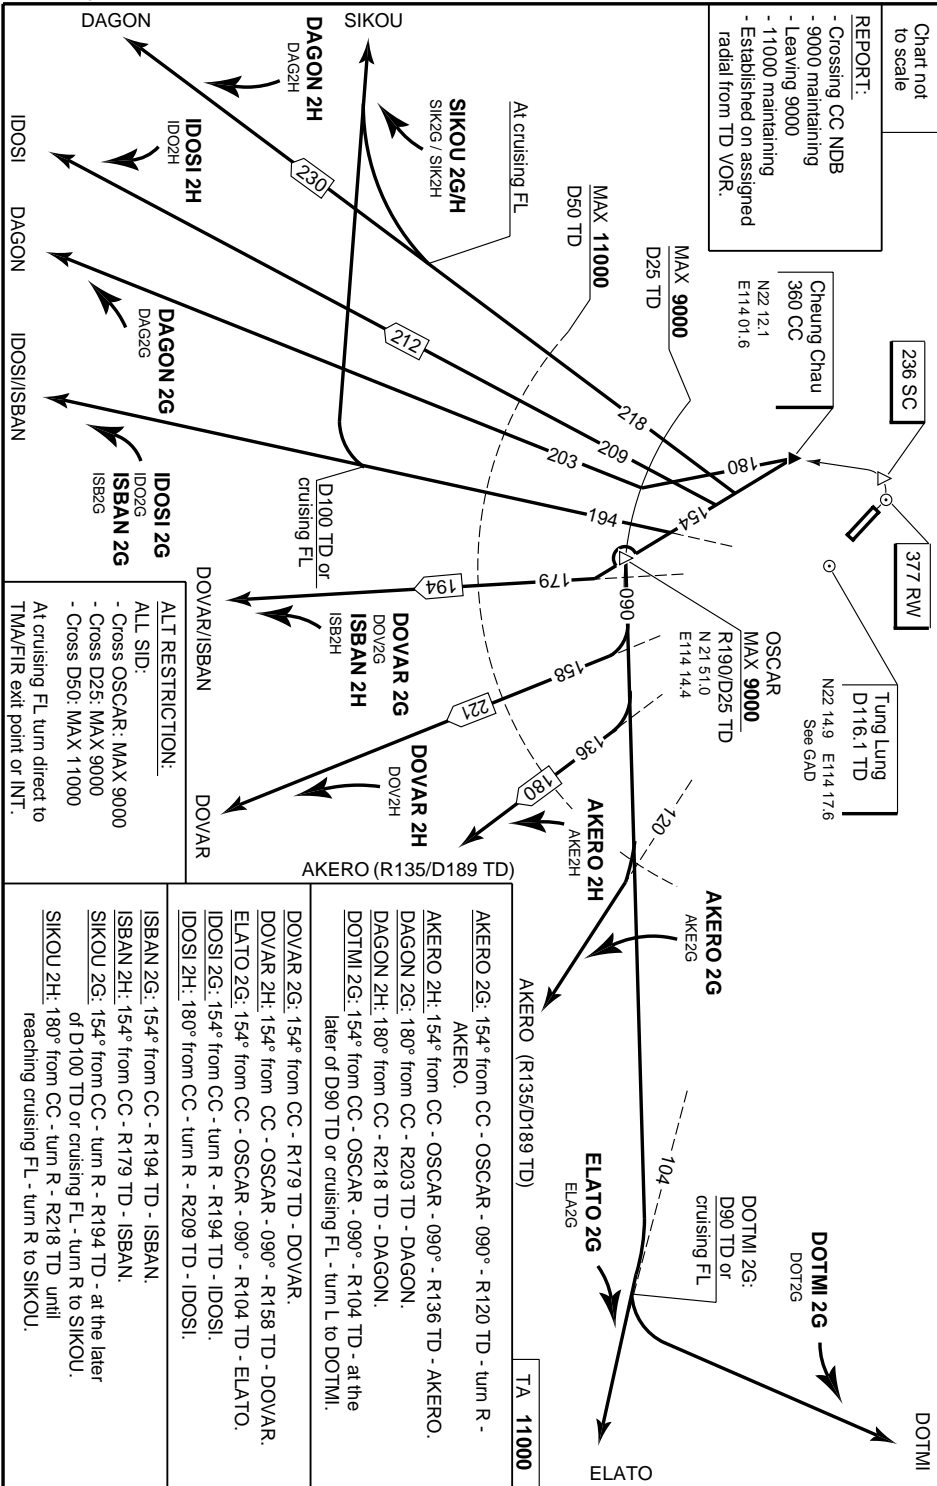 Chart not
to scale
REPORT:
- Crossing CC NDB
- 9000 maintaining
- Leaving 9000
- 11000 maintaining
- Established on assigned
radial from TD VOR.
236 SC
377 RW
Cheung Chau
360 CC
N22 12.1
E114 01.6
Tung Lung
D116.1 TD
N22 14.9 E114 17.6
See GAD
OSCAR
MAX 9000
R190/D25 TD
N 21 51.0
E114 14.4
MAX 9000
D25 TD
MAX 11000
D50 TD
At cruising FL
D100 TD or
cruising FL
DOTMI 2G:
D90 TD or
cruising FL
180
154
218
209
203
194
179
090
158
136
120
104
230
212
194
221
180
SIKOU
SIKOU 2G/H
SIK2G / SIK2H
DAGON
DAGON 2H
DAG2H
IDOSI
IDOSI 2H
IDO2H
DAGON
DAGON 2G
DAG2G
IDOSI/ISBAN
IDOSI 2G
IDO2G
ISBAN 2G
ISB2G
DOVAR/ISBAN
DOVAR 2G
DOV2G
ISBAN 2H
ISB2H
DOVAR
DOVAR 2H
DOV2H
AKERO (R135/D189 TD)
AKERO 2H
AKE2H
AKERO (R135/D189 TD)
AKERO 2G
AKE2G
ELATO 2G
ELA2G
ELATO
DOTMI 2G
DOT2G
DOTMI
TA 11000
ALT RESTRICTION:
ALL SID:
- Cross OSCAR: MAX 9000
- Cross D25: MAX 9000
- Cross D50: MAX 11000
At cruising FL turn direct to
TMA/FIR exit point or INT.
AKERO 2G: 154° from CC - OSCAR - 090° - R120 TD - turn R -
AKERO.
AKERO 2H: 154° from CC - OSCAR - 090° - R136 TD - AKERO.
DAGON 2G: 180° from CC - R203 TD - DAGON.
DAGON 2H: 180° from CC - R218 TD - DAGON.
DOTMI 2G: 154° from CC - OSCAR - 090° - R104 TD - at the
later of D90 TD or cruising FL - turn L to DOTMI.
DOVAR 2G: 154° from CC - R179 TD - DOVAR.
DOVAR 2H: 154° from CC - OSCAR - 090° - R158 TD - DOVAR.
ELATO 2G: 154° from CC - OSCAR - 090° - R104 TD - ELATO.
IDOSI 2G: 154° from CC - turn R - R194 TD - IDOSI.
IDOSI 2H: 180° from CC - turn R - R209 TD - IDOSI.
ISBAN 2G: 154° from CC - R194 TD - ISBAN.
ISBAN 2H: 154° from CC - R179 TD - ISBAN.
SIKOU 2G: 154° from CC - turn R - R194 TD - at the later
of D100 TD or cruising FL - turn R to SIKOU.
SIKOU 2H: 180° from CC - turn R - R218 TD until
reaching cruising FL - turn R to SIKOU.